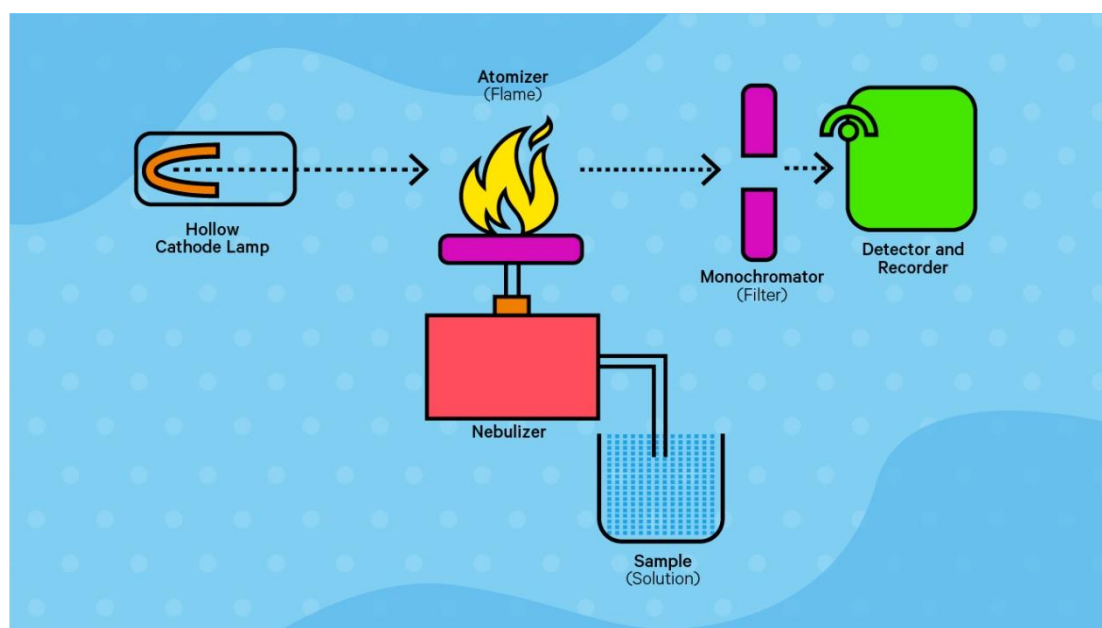 Atomizer
(Flame)
Hollow
Cathode Lamp
Monochromator
(Filter)
Detector and
Recorder
Nebulizer
Sample
(Solution)